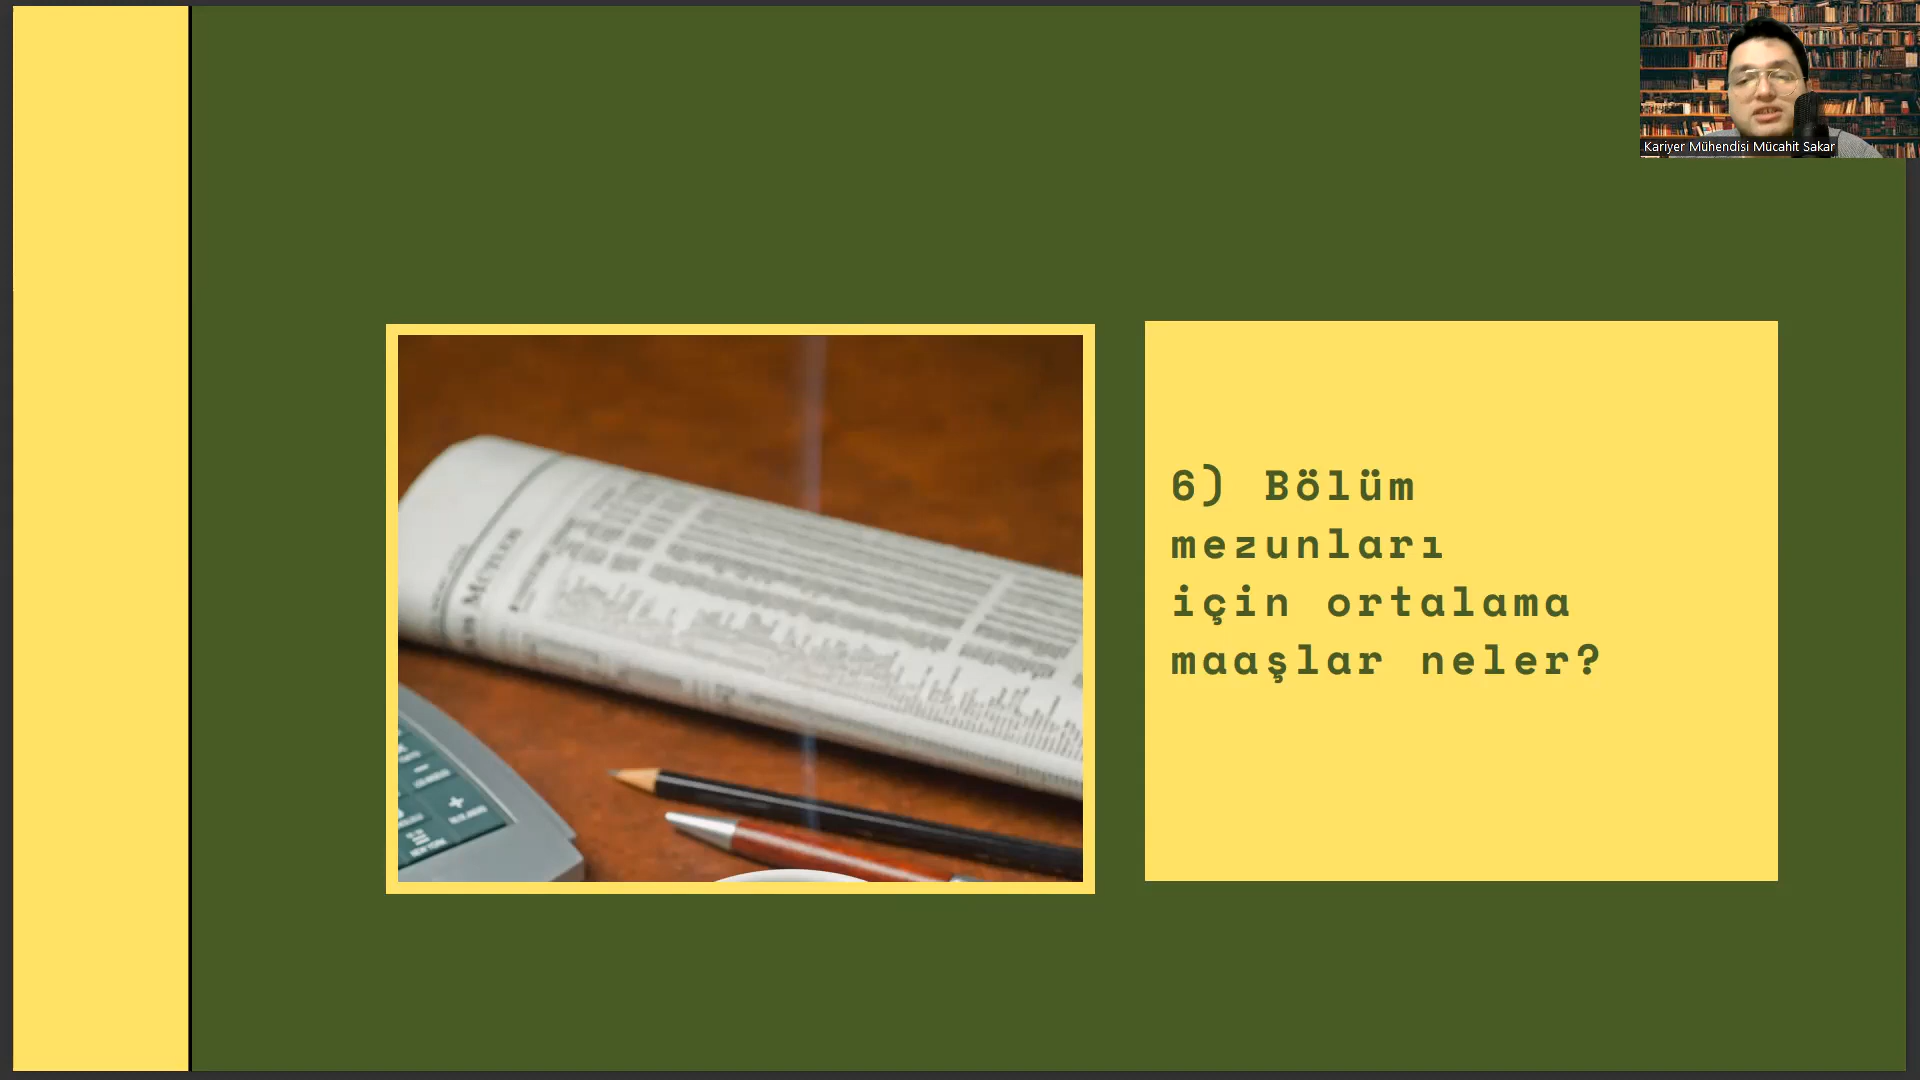 Kariyer Mühendisi Mücahit Sakar
6) Bölüm
mezunları
için ortalama
maaşlar neler?